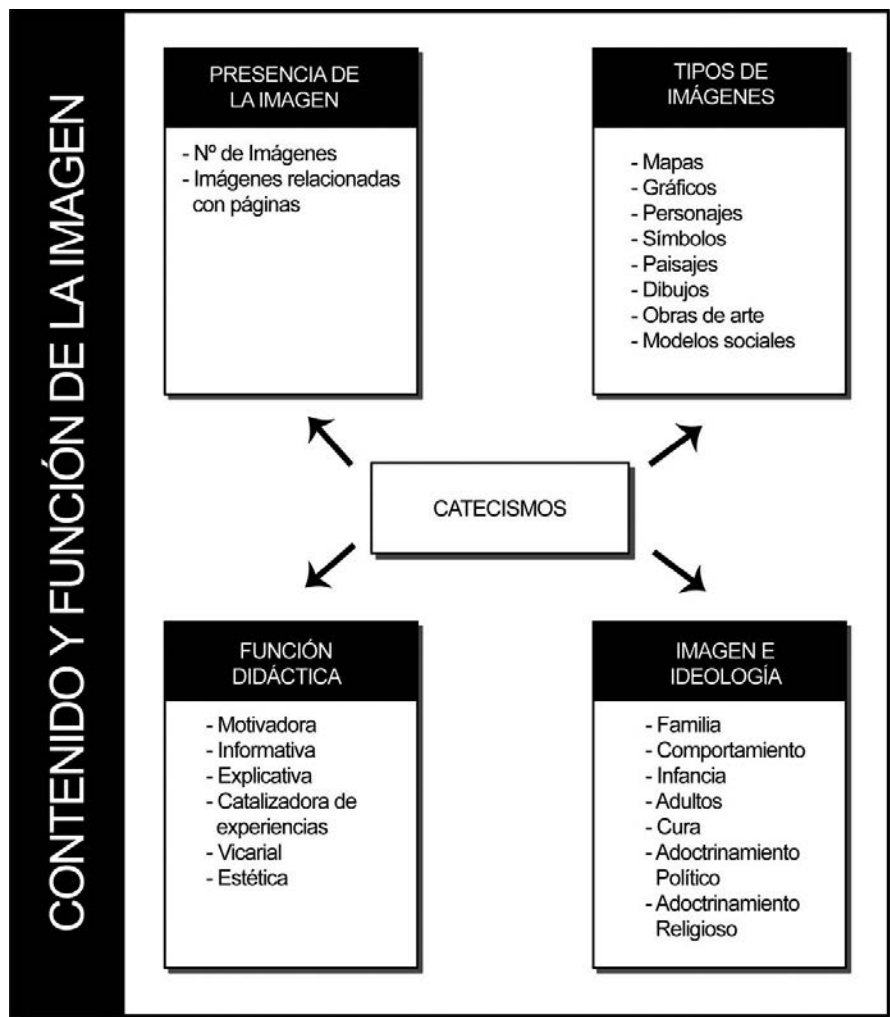 CONTENIDO Y FUNCIÓN DE LA IMAGEN
PRESENCIA DE
LA IMAGEN
- Nº de Imágenes
- Imágenes relacionadas
con páginas
TIPOS DE
IMÁGENES
- Mapas
- Gráficos
- Personajes
- Símbolos
- Paisajes
- Dibujos
- Obras de arte
- Modelos sociales
CATECISMOS
FUNCIÓN
DIDÁCTICA
- Motivadora
- Informativa
- Explicativa
- Catalizadora de
experiencias
- Vicarial
- Estética
IMAGEN E
IDEOLOGÍA
- Familia
- Comportamiento
- Infancia
- Adultos
- Cura
- Adoctrinamiento
Político
- Adoctrinamiento
Religioso